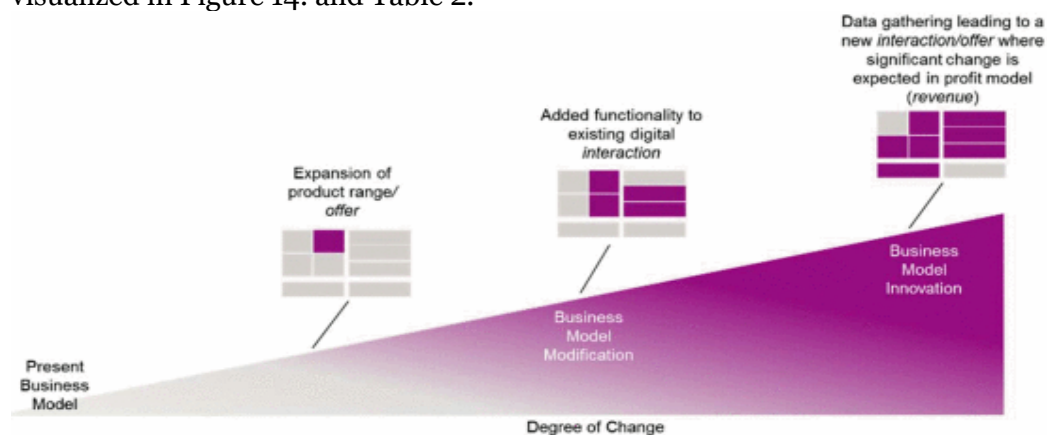 visualized in Figure 14. and Table 2.
Data gathering leading to a
new interaction/offer where
significant change is
expected in profit model
(revenue)
Added functionality to
existing digital
interaction
Expansion of
product range/
offer
Business
Model
Innovation
Business
Model
Modification
Present
Business
Model
Degree of Change